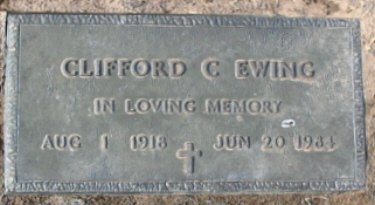 CLIFFORD C EWING
IN LOVING MEMORY
AUG 1 1918 JUN 20 1984